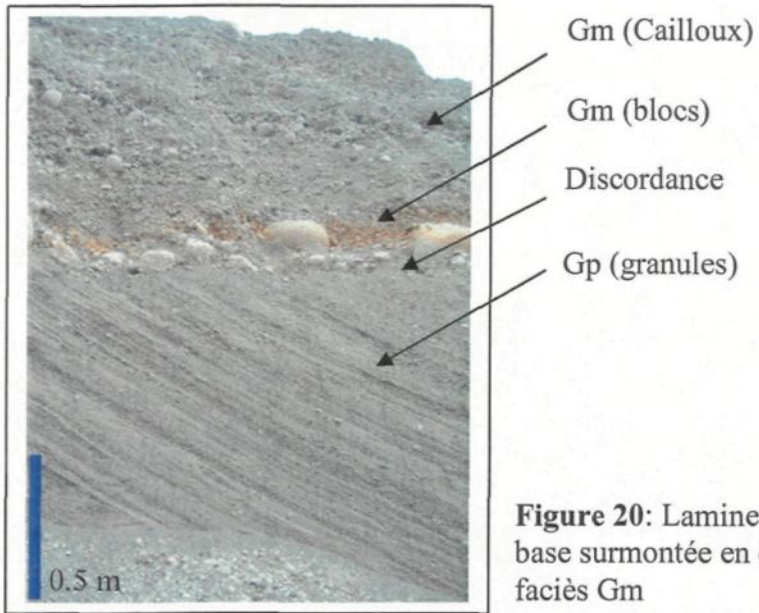 Gm (Cailloux)
Gm (blocs)
Discordance
Gp (granules)
0.5 m
Figure 20: Lamine
base surmontée en
faciès Gm